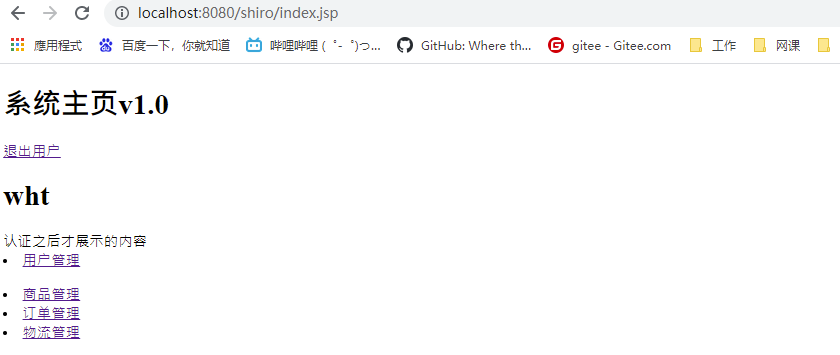 localhost:8080/shiro/index.jsp
應用程式 百度一下，你就知道 哔哩哔哩 ( ゜- ゜)つ... GitHub: Where th... gitee - Gitee.com 工作 网课
系统主页v1.0
退出用户
wht
认证之后才展示的内容
用户管理
商品管理
订单管理
物流管理